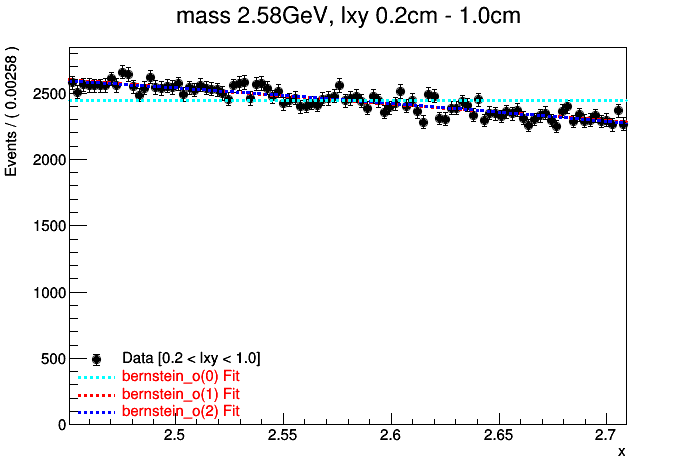 mass 2.58GeV, lxy 0.2cm - 1.0cm
Events / ( 0.00258 )
2500
2000
1500
1000
500
0
Data [0.2 < lxy < 1.0]
bernstein_o(0) Fit
bernstein_o(1) Fit
bernstein_o(2) Fit
2.5 2.55 2.6 2.65 2.7
x